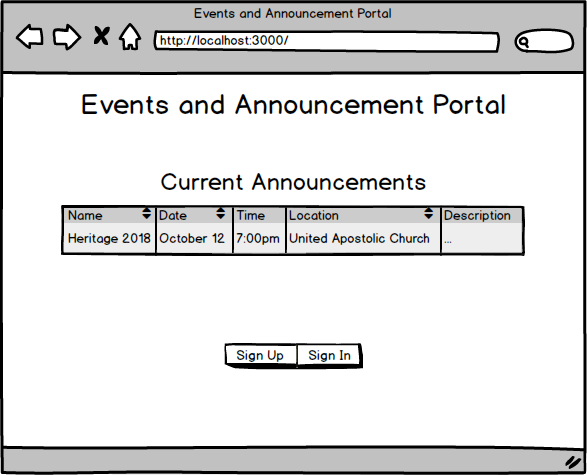 Events and Announcement Portal
http://localhost:3000/
Events and Announcement Portal
Current Announcements
Name Date Time Location Description
Heritage 2018 October 12 7:00pm United Apostolic Church ...
Sign Up Sign In